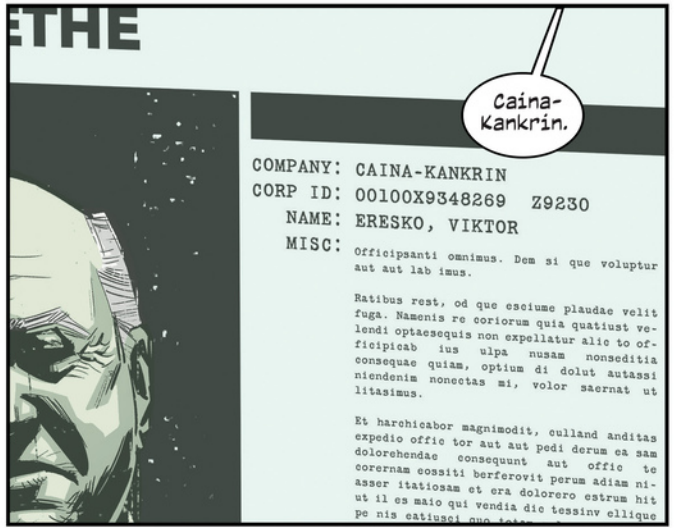 ETHE
Caina-
Kankrin.
COMPANY: CAINA-KANKRIN
CORP ID: 00100X9348269 Z9230
NAME: ERESKO, VIKTOR
MISC:
Officipsanti omnimus. Dem si que voluptur
aut aut lab imus.
Ratibus rest, od que esciume plaudae velit
fuga. Namenis re coriorum quia quatiust ve-
lendi optaesequis non expellatur alic to of-
ficipicab ius ulpa nusam nonseditia
consequae quiam, optium di dolut autassi
niendenim nonectas mi, volor saernat ut
litasimus.
Et harchicabor magnimodit, culland anditas
expedio offic tor aut aut pedi derum ea sam
dolorehendae consequunt aut offic te
corernam eossiti berferovit perum adiam ni-
asser itatiosam et era dolorero estrum hit
ut il es maio qui vendia dic tessinv ellique
pe nis eatiusci quo